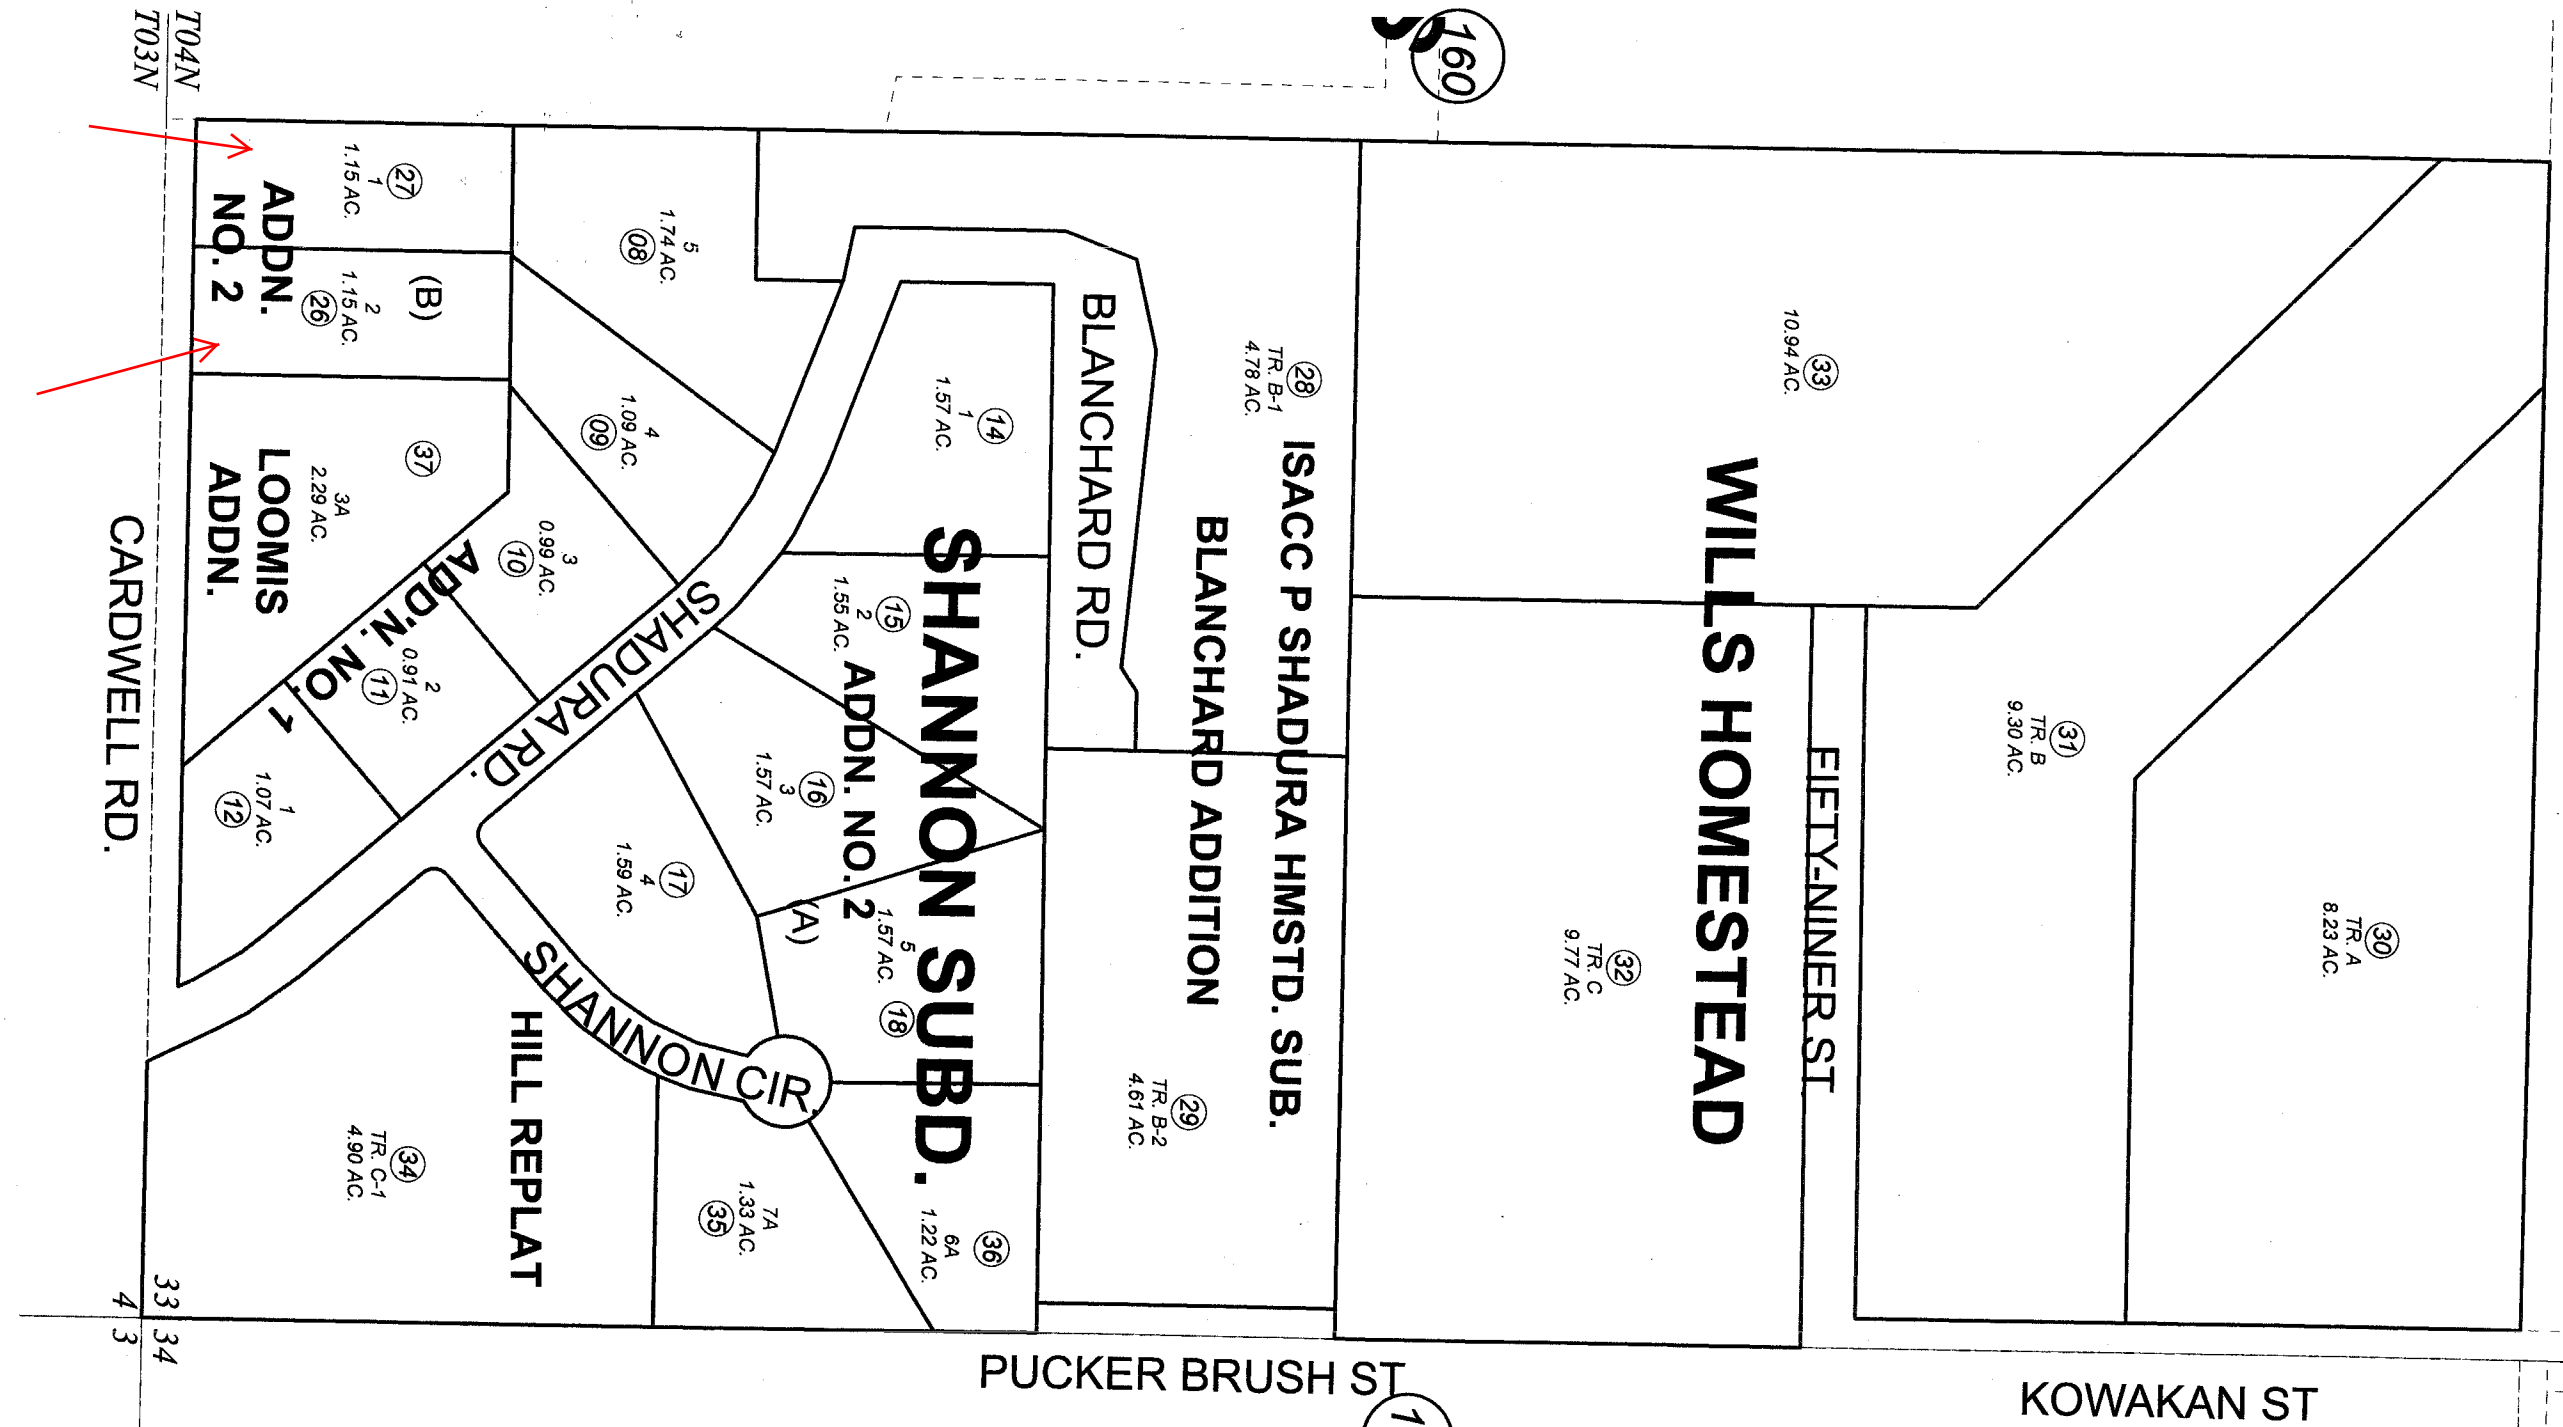 T04N
T03N
160
27
1
1.15 AC.
ADDN.
NO. 2
(B)
2
1.15 AC.
26
5
1.74 AC.
08
4
1.09 AC.
09
37
3A
2.29 AC.
LOOMIS
ADDN.
3
0.99 AC.
10
ADD'N. NO. 1
2
0.91 AC.
11
1
1.07 AC.
12
CARDWELL RD.
SHADURA RD.
14
1
1.57 AC.
15
2
1.55 AC.
16
3
1.57 AC.
17
4
1.59 AC.
(A)
5
1.57 AC.
18
SHANNON SUBD.
ADDN. NO. 2
SHANNON CIR.
HILL REPLAT
34
TR. C-1
4.90 AC.
7A
1.33 AC.
35
36
6A
1.22 AC.
BLANCHARD RD.
28
TR. B-1
4.78 AC.
ISACC P SHADURA HMSTD. SUB.
BLANCHARD ADDITION
29
TR. B-2
4.61 AC.
33
10.94 AC.
WILLS HOMESTEAD
FIFTY-NINER ST
32
TR. C
9.77 AC.
31
TR. B
9.30 AC.
30
TR. A
8.23 AC.
33 34
4 3
PUCKER BRUSH ST
KOWAKAN ST
1